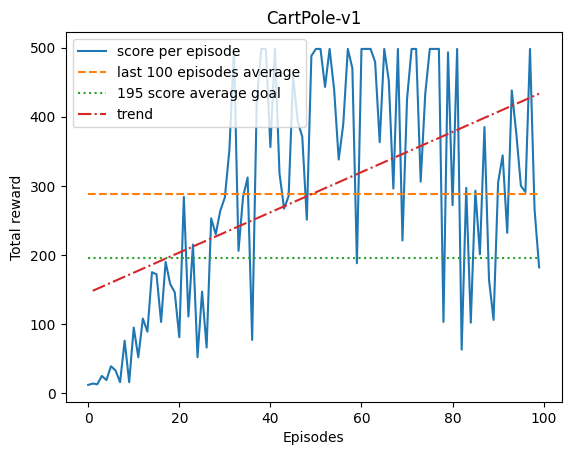 CartPole-v1
score per episode
last 100 episodes average
195 score average goal
trend
Total reward
500
400
300
200
100
0
0 20 40 60 80 100
Episodes